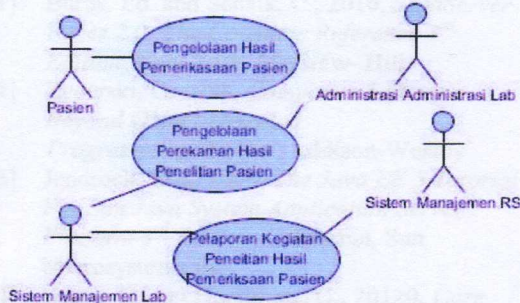 Pengelolaan Hasil
Pemerikasaan Pasien
Pasien
Administrasi Administrasi Lab
Pengelolaan
Perekaman Hasil
Penelitian Pasien
Sistem Manajemen RS
Pelaporan Kegiatan
Peneitian Hasil
Pemeriksaan Pasien
Sistem Manajemen Lab